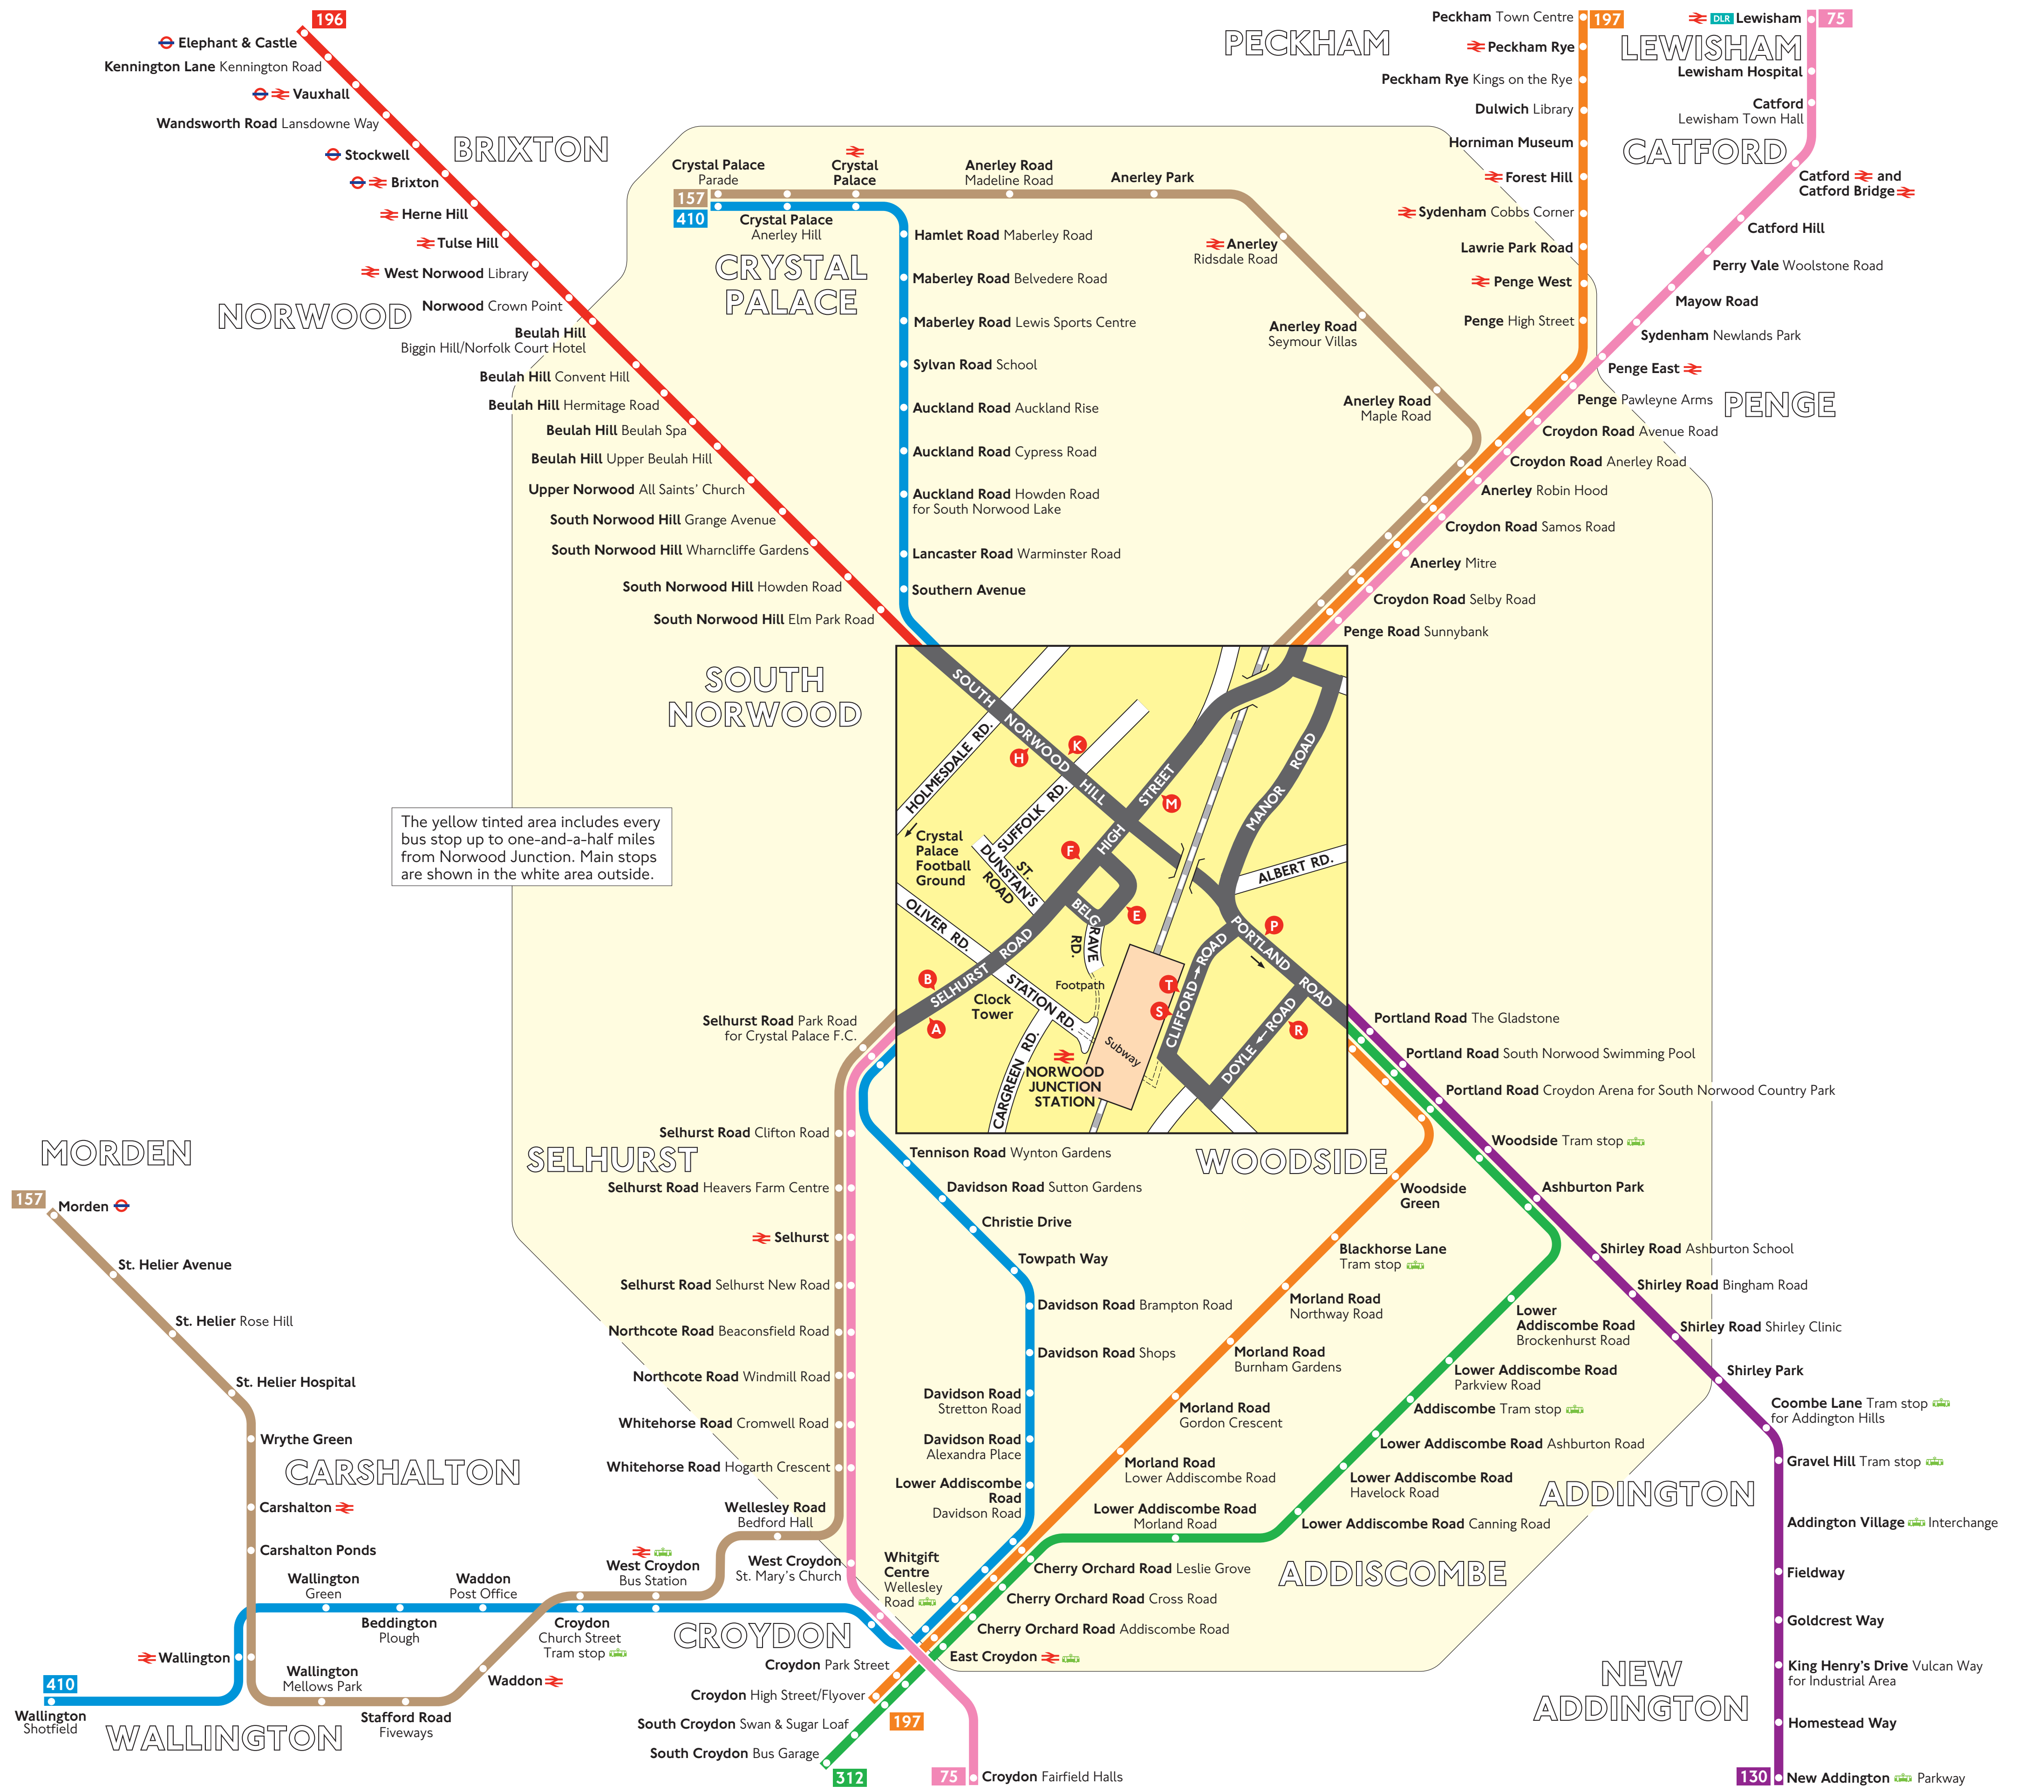 196
Elephant & Castle
Kennington Lane Kennington Road
Vauxhall
Wandsworth Road Lansdowne Way
Stockwell
BRIXTON
Brixton
Herne Hill
Tulse Hill
West Norwood Library
NORWOOD
Norwood Crown Point
Beulah Hill
Biggin Hill/Norfolk Court Hotel
Beulah Hill Convent Hill
Beulah Hill Hermitage Road
Beulah Hill Beulah Spa
Beulah Hill Upper Beulah Hill
Upper Norwood All Saints' Church
South Norwood Hill Grange Avenue
South Norwood Hill Wharncliffe Gardens
South Norwood Hill Howden Road
South Norwood Hill Elm Park Road
SOUTH
NORWOOD
Crystal Palace
Parade
157
410
Crystal Palace
Anerley Hill
Crystal
Palace
Anerley Road
Madeline Road
Anerley Park
CRYSTAL
PALACE
Anerley
Ridsdale Road
Anerley Road
Seymour Villas
Anerley Road
Maple Road
Hamlet Road Maberley Road
Maberley Road Belvedere Road
Maberley Road Lewis Sports Centre
Sylvan Road School
Auckland Road Auckland Rise
Auckland Road Cypress Road
Auckland Road Howden Road
for South Norwood Lake
Lancaster Road Warminster Road
Southern Avenue
PECKHAM
Peckham Town Centre
197
Peckham Rye
Peckham Rye Kings on the Rye
Dulwich Library
Horniman Museum
Forest Hill
Sydenham Cobbs Corner
Lawrie Park Road
Penge West
Penge High Street
DLR Lewisham
75
LEWISHAM
Lewisham Hospital
Catford
Lewisham Town Hall
CATFORD
Catford and
Catford Bridge
Catford Hill
Perry Vale Woolstone Road
Mayow Road
Sydenham Newlands Park
Penge East
Penge Pawleyne Arms
PENGE
Croydon Road Avenue Road
Croydon Road Anerley Road
Anerley Robin Hood
Croydon Road Samos Road
Anerley Mitre
Croydon Road Selby Road
Penge Road Sunnybank
The yellow tinted area includes every
bus stop up to one-and-a-half miles
from Norwood Junction. Main stops
are shown in the white area outside.
SOUTH NORWOOD HILL
HOLMESDALE RD.
H
K
SUFFOLK RD.
HIGH STREET
M
MANOR ROAD
Crystal
Palace
Football
Ground
ST.
DUNSTAN'S
ROAD
F
BELGRAVE
RD.
E
ALBERT RD.
OLIVER RD.
SELHURST ROAD
B
A
Clock
Tower
STATION RD.
Footpath
T
S
CLIFFORD ROAD
P
PORTLAND ROAD
DOYLE ROAD
R
Subway
CARGREEN RD.
NORWOOD
JUNCTION
STATION
Selhurst Road Park Road
for Crystal Palace F.C.
Selhurst Road Clifton Road
SELHURST
Selhurst Road Heavers Farm Centre
Selhurst
Selhurst Road Selhurst New Road
Northcote Road Beaconsfield Road
Northcote Road Windmill Road
Whitehorse Road Cromwell Road
Whitehorse Road Hogarth Crescent
Wellesley Road
Bedford Hall
West Croydon
St. Mary's Church
Tennison Road Wynton Gardens
Davidson Road Sutton Gardens
Christie Drive
Towpath Way
Davidson Road Brampton Road
Davidson Road Shops
Davidson Road
Stretton Road
Davidson Road
Alexandra Place
Lower Addiscombe
Road
Davidson Road
Whitgift
Centre
Wellesley
Road
Portland Road The Gladstone
Portland Road South Norwood Swimming Pool
Portland Road Croydon Arena for South Norwood Country Park
Woodside Tram stop
WOODSIDE
Ashburton Park
Woodside
Green
Blackhorse Lane
Tram stop
Morland Road
Northway Road
Morland Road
Burnham Gardens
Morland Road
Gordon Crescent
Morland Road
Lower Addiscombe Road
Shirley Road Ashburton School
Shirley Road Bingham Road
Shirley Road Shirley Clinic
Shirley Park
Coombe Lane Tram stop
for Addington Hills
Gravel Hill Tram stop
ADDINGTON
Addington Village Interchange
Fieldway
Goldcrest Way
King Henry's Drive Vulcan Way
for Industrial Area
NEW
ADDINGTON
Homestead Way
130
New Addington Parkway
Lower
Addiscombe Road
Brockenhurst Road
Lower Addiscombe Road
Parkview Road
Addiscombe Tram stop
Lower Addiscombe Road Ashburton Road
Lower Addiscombe Road
Havelock Road
Lower Addiscombe Road Canning Road
Lower Addiscombe Road
Morland Road
ADDISCOMBE
Cherry Orchard Road Leslie Grove
Cherry Orchard Road Cross Road
Cherry Orchard Road Addiscombe Road
East Croydon
MORDEN
157
Morden
St. Helier Avenue
St. Helier Rose Hill
St. Helier Hospital
Wrythe Green
CARSHALTON
Carshalton
Carshalton Ponds
Wallington
Green
Beddington
Plough
Waddon
Post Office
Croydon
Church Street
Tram stop
West Croydon
Bus Station
CROYDON
Wallington
410
Wallington
Shotfield
WALLINGTON
Wallington
Mellows Park
Stafford Road
Fiveways
Waddon
Croydon Park Street
Croydon High Street/Flyover
197
South Croydon Swan & Sugar Loaf
South Croydon Bus Garage
312
75
Croydon Fairfield Halls